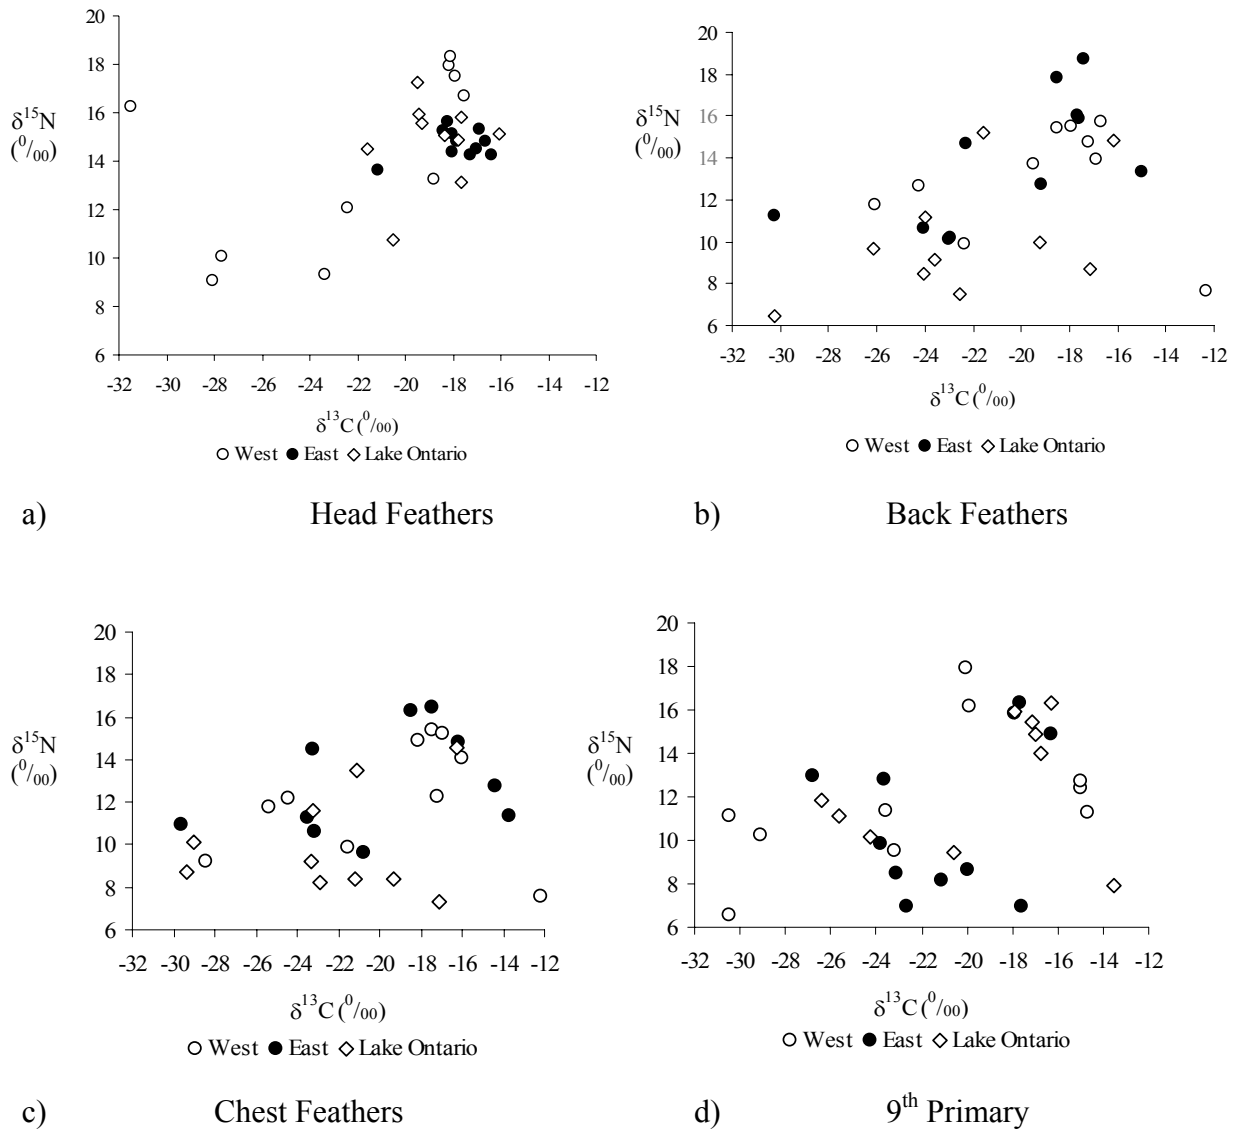 20
18
16
14
12
10
8
6
δ¹⁵N
(⁰/₀₀)
-32 -30 -28 -26 -24 -22 -20 -18 -16 -14 -12
δ¹³C (⁰/₀₀)
○ West ● East ◇ Lake Ontario
a) Head Feathers
20
18
16
14
12
10
8
6
δ¹⁵N
(⁰/₀₀)
-32 -30 -28 -26 -24 -22 -20 -18 -16 -14 -12
δ¹³C (⁰/₀₀)
○ West ● East ◇ Lake Ontario
b) Back Feathers
20
18
16
14
12
10
8
6
δ¹⁵N
(⁰/₀₀)
-32 -30 -28 -26 -24 -22 -20 -18 -16 -14 -12
δ¹³C (⁰/₀₀)
○ West ● East ◇ Lake Ontario
c) Chest Feathers
20
18
16
14
12
10
8
6
δ¹⁵N
(⁰/₀₀)
-32 -30 -28 -26 -24 -22 -20 -18 -16 -14 -12
δ¹³C (⁰/₀₀)
○ West ● East ◇ Lake Ontario
d) 9ᵗʰ Primary